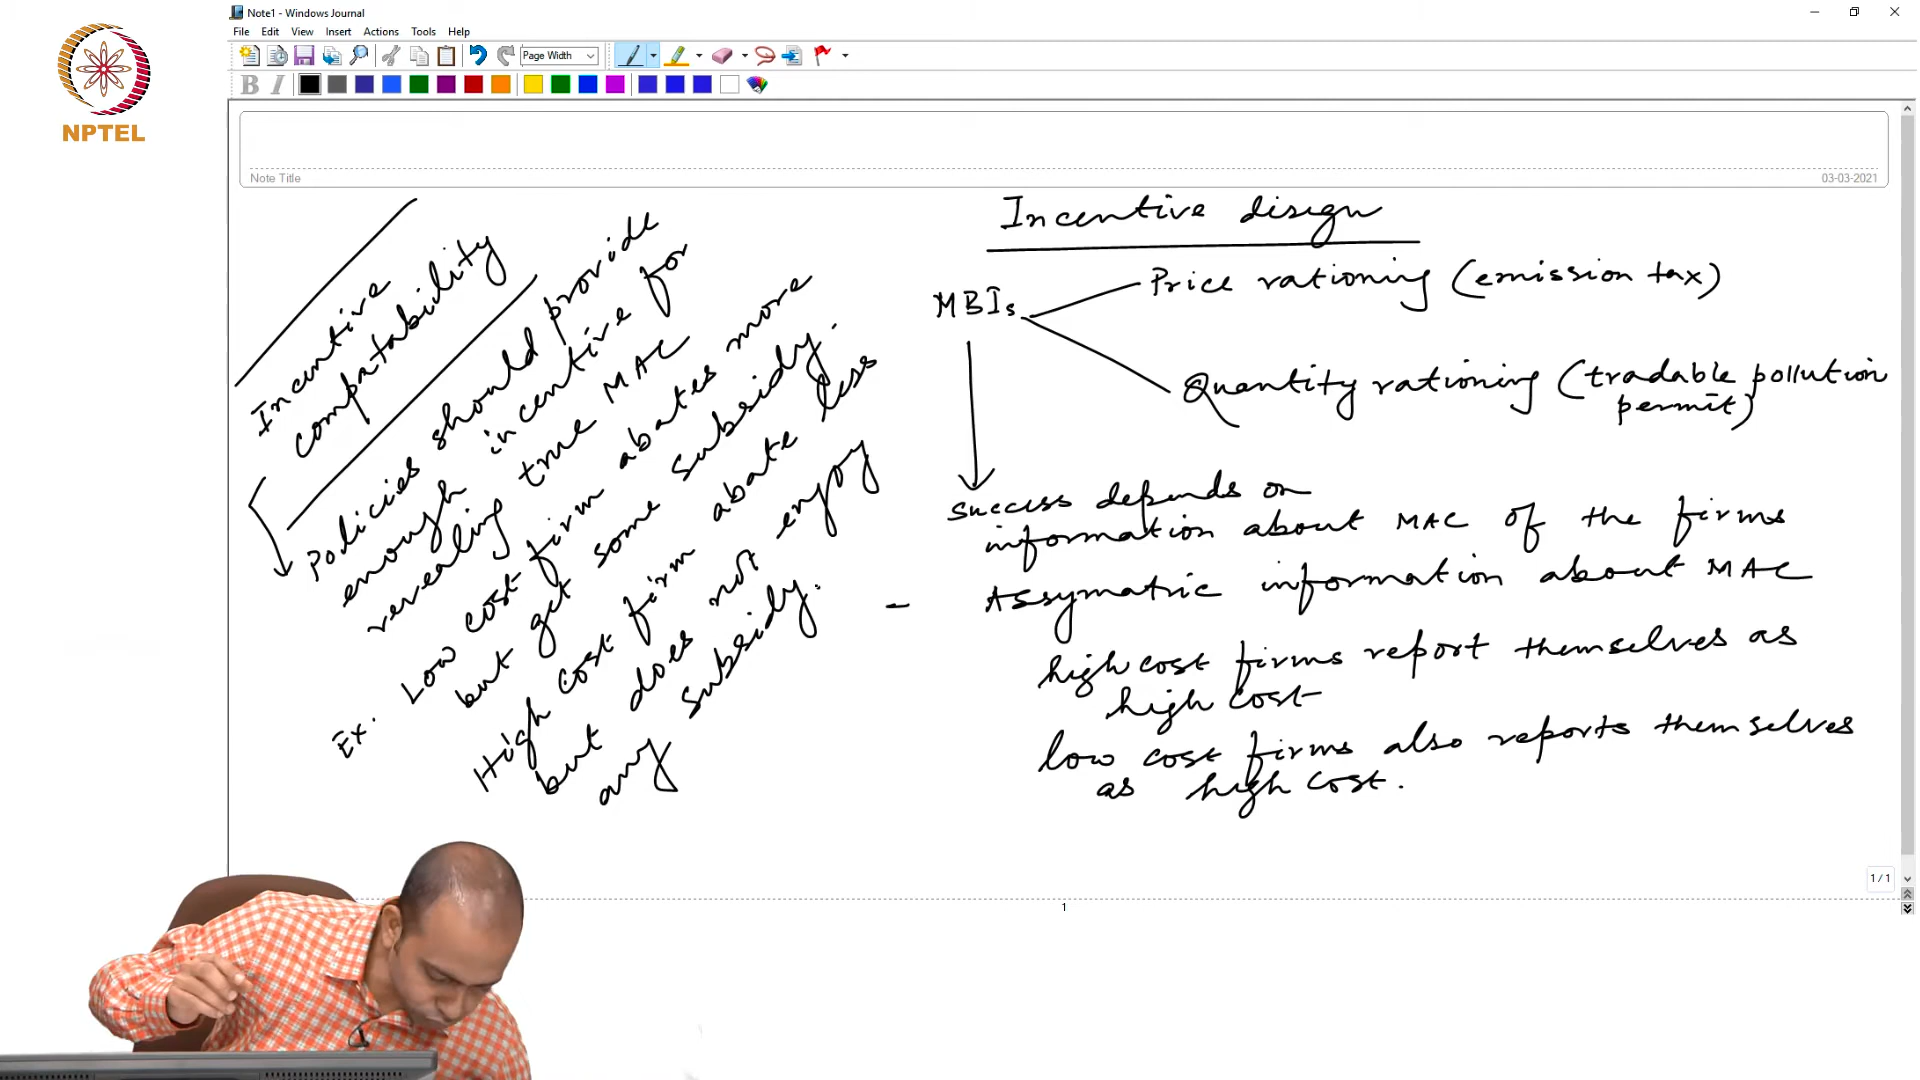 NPTEL
Note1 - Windows Journal
File Edit View Insert Actions Tools Help
Page Width
B I
Note Title
03-03-2021
Incentive disign
MBIs
Price rationing (emission tax)
Quantity rationing (tradable pollution
permit)
success depends on
information about MAC of the firms
- Assymatric information about MAC
high cost firms report themselves as
high cost
low cost firms also reports themselves
as high cost.
Incentive
compatability
Policies should provide
enough incentive for
revealing true MAC
Ex. Low cost firm abates more
but get some subsidy.
High cost firm abate less
but does not enjoy
any subsidy.
1/1
1